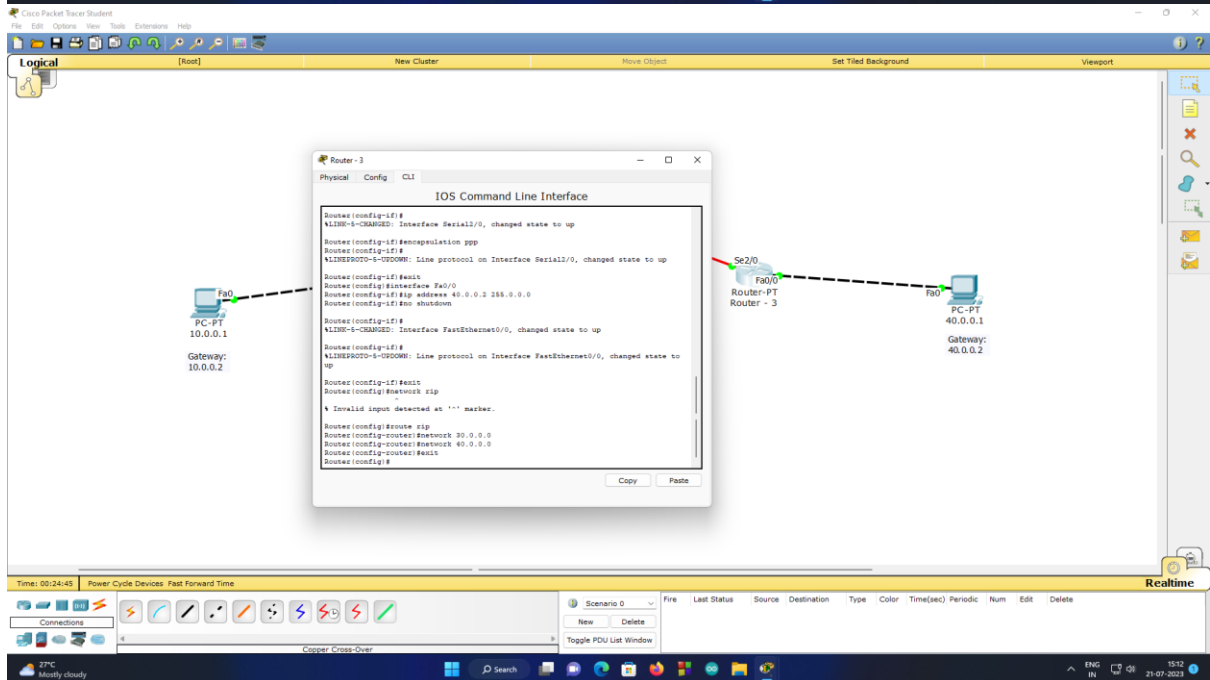 Cisco Packet Tracer Student
File Edit Options View Tools Extensions Help
Logical [Root] New Cluster Move Object Set Tiled Background Viewport
Router - 3
Physical Config CLI
IOS Command Line Interface
Router(config-if)#
%LINK-5-CHANGED: Interface Serial2/0, changed state to up
Router(config-if)#encapsulation ppp
Router(config-if)#
%LINEPROTO-5-UPDOWN: Line protocol on Interface Serial2/0, changed state to up
Router(config-if)#exit
Router(config)#interface Fa0/0
Router(config-if)#ip address 40.0.0.2 255.0.0.0
Router(config-if)#no shutdown
Router(config-if)#
%LINK-5-CHANGED: Interface FastEthernet0/0, changed state to up
Router(config-if)#
%LINEPROTO-5-UPDOWN: Line protocol on Interface FastEthernet0/0, changed state to
up
Router(config-if)#exit
Router(config)#network rip
^
% Invalid input detected at '^' marker.
Router(config)#route rip
Router(config-router)#network 30.0.0.0
Router(config-router)#network 40.0.0.0
Router(config-router)#exit
Router(config)#
Copy Paste
Fa0
PC-PT
10.0.0.1
Gateway:
10.0.0.2
Se2/0
Fa0/0
Router-PT
Router - 3
Fa0
PC-PT
40.0.0.1
Gateway:
40.0.0.2
Time: 00:24:45 Power Cycle Devices Fast Forward Time
Realtime
Connections
Copper Cross-Over
Scenario 0
New Delete
Toggle PDU List Window
Fire Last Status Source Destination Type Color Time(sec) Periodic Num Edit Delete
27°C
Mostly cloudy
Search
ENG
IN
15:12
21-07-2023